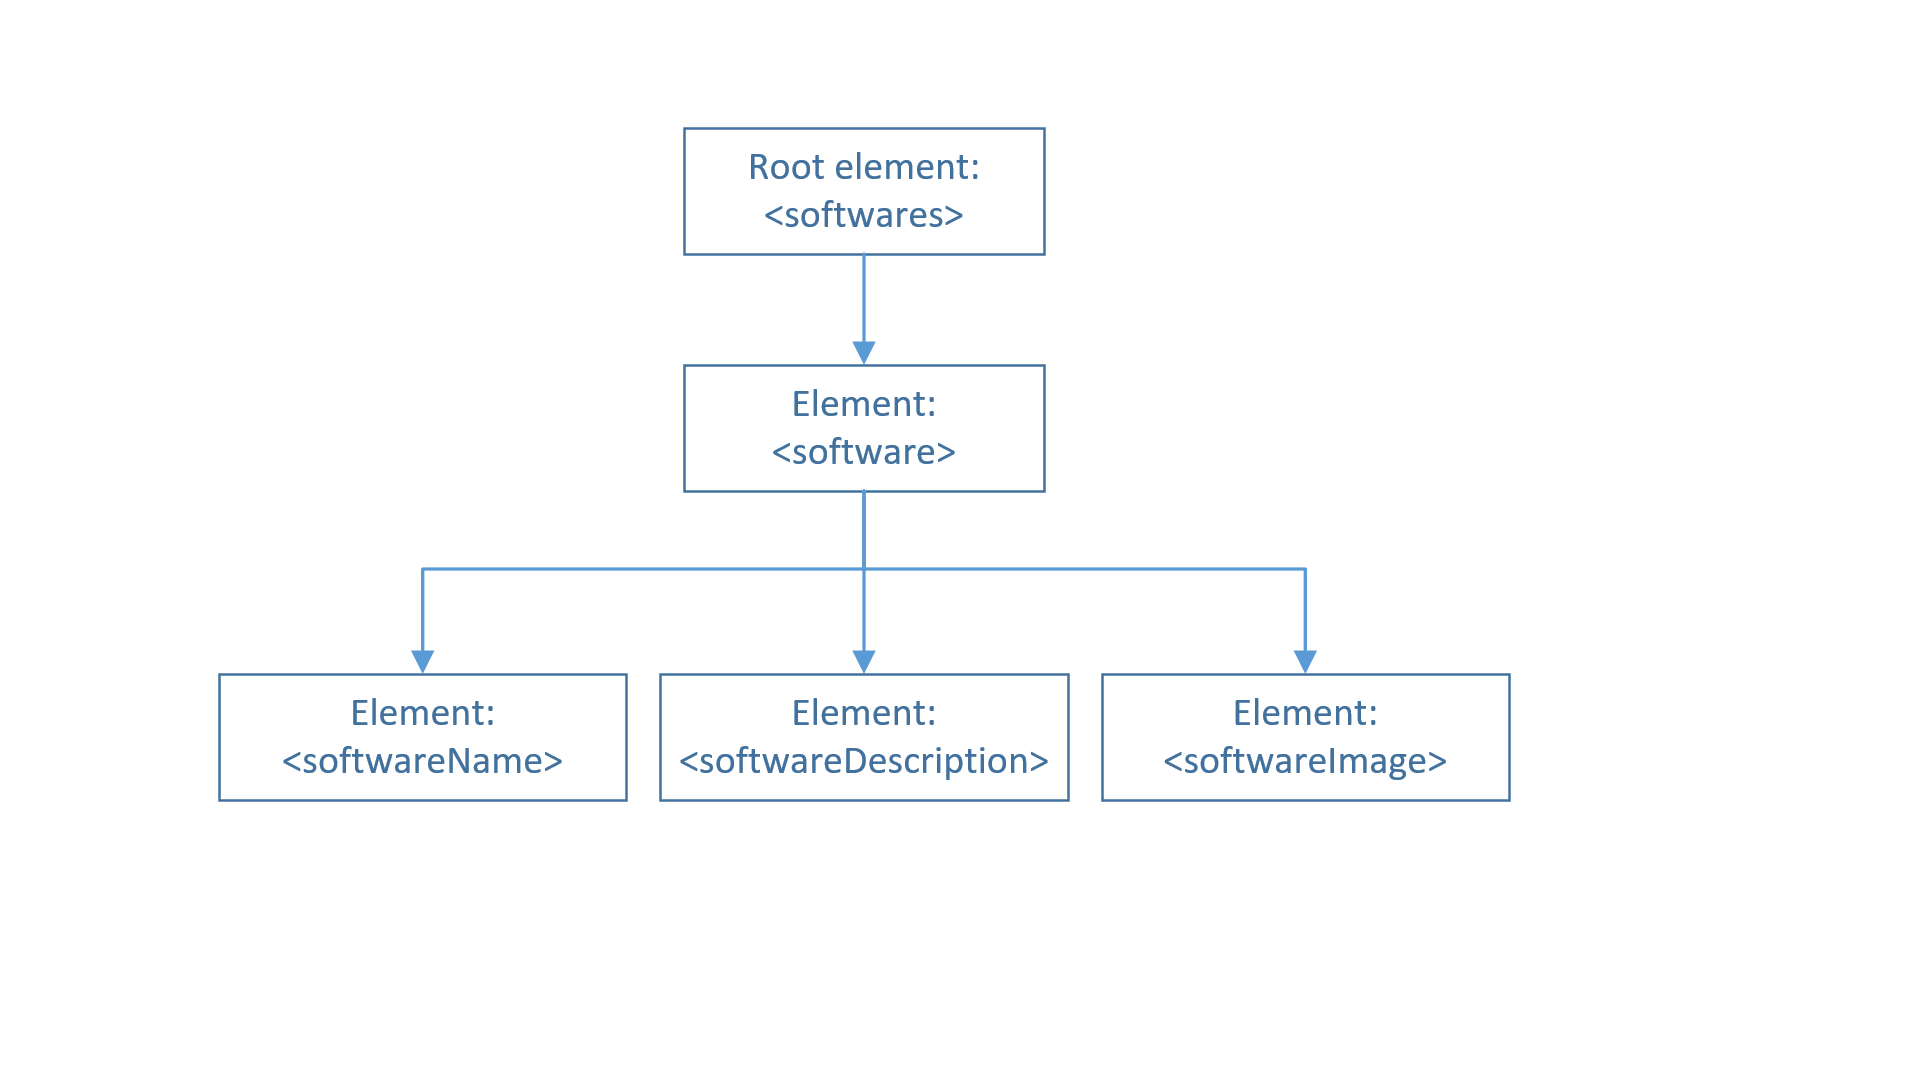 Root element:
<softwares>
Element:
<software>
Element:
<softwareName>
Element:
<softwareDescription>
Element:
<softwareImage>